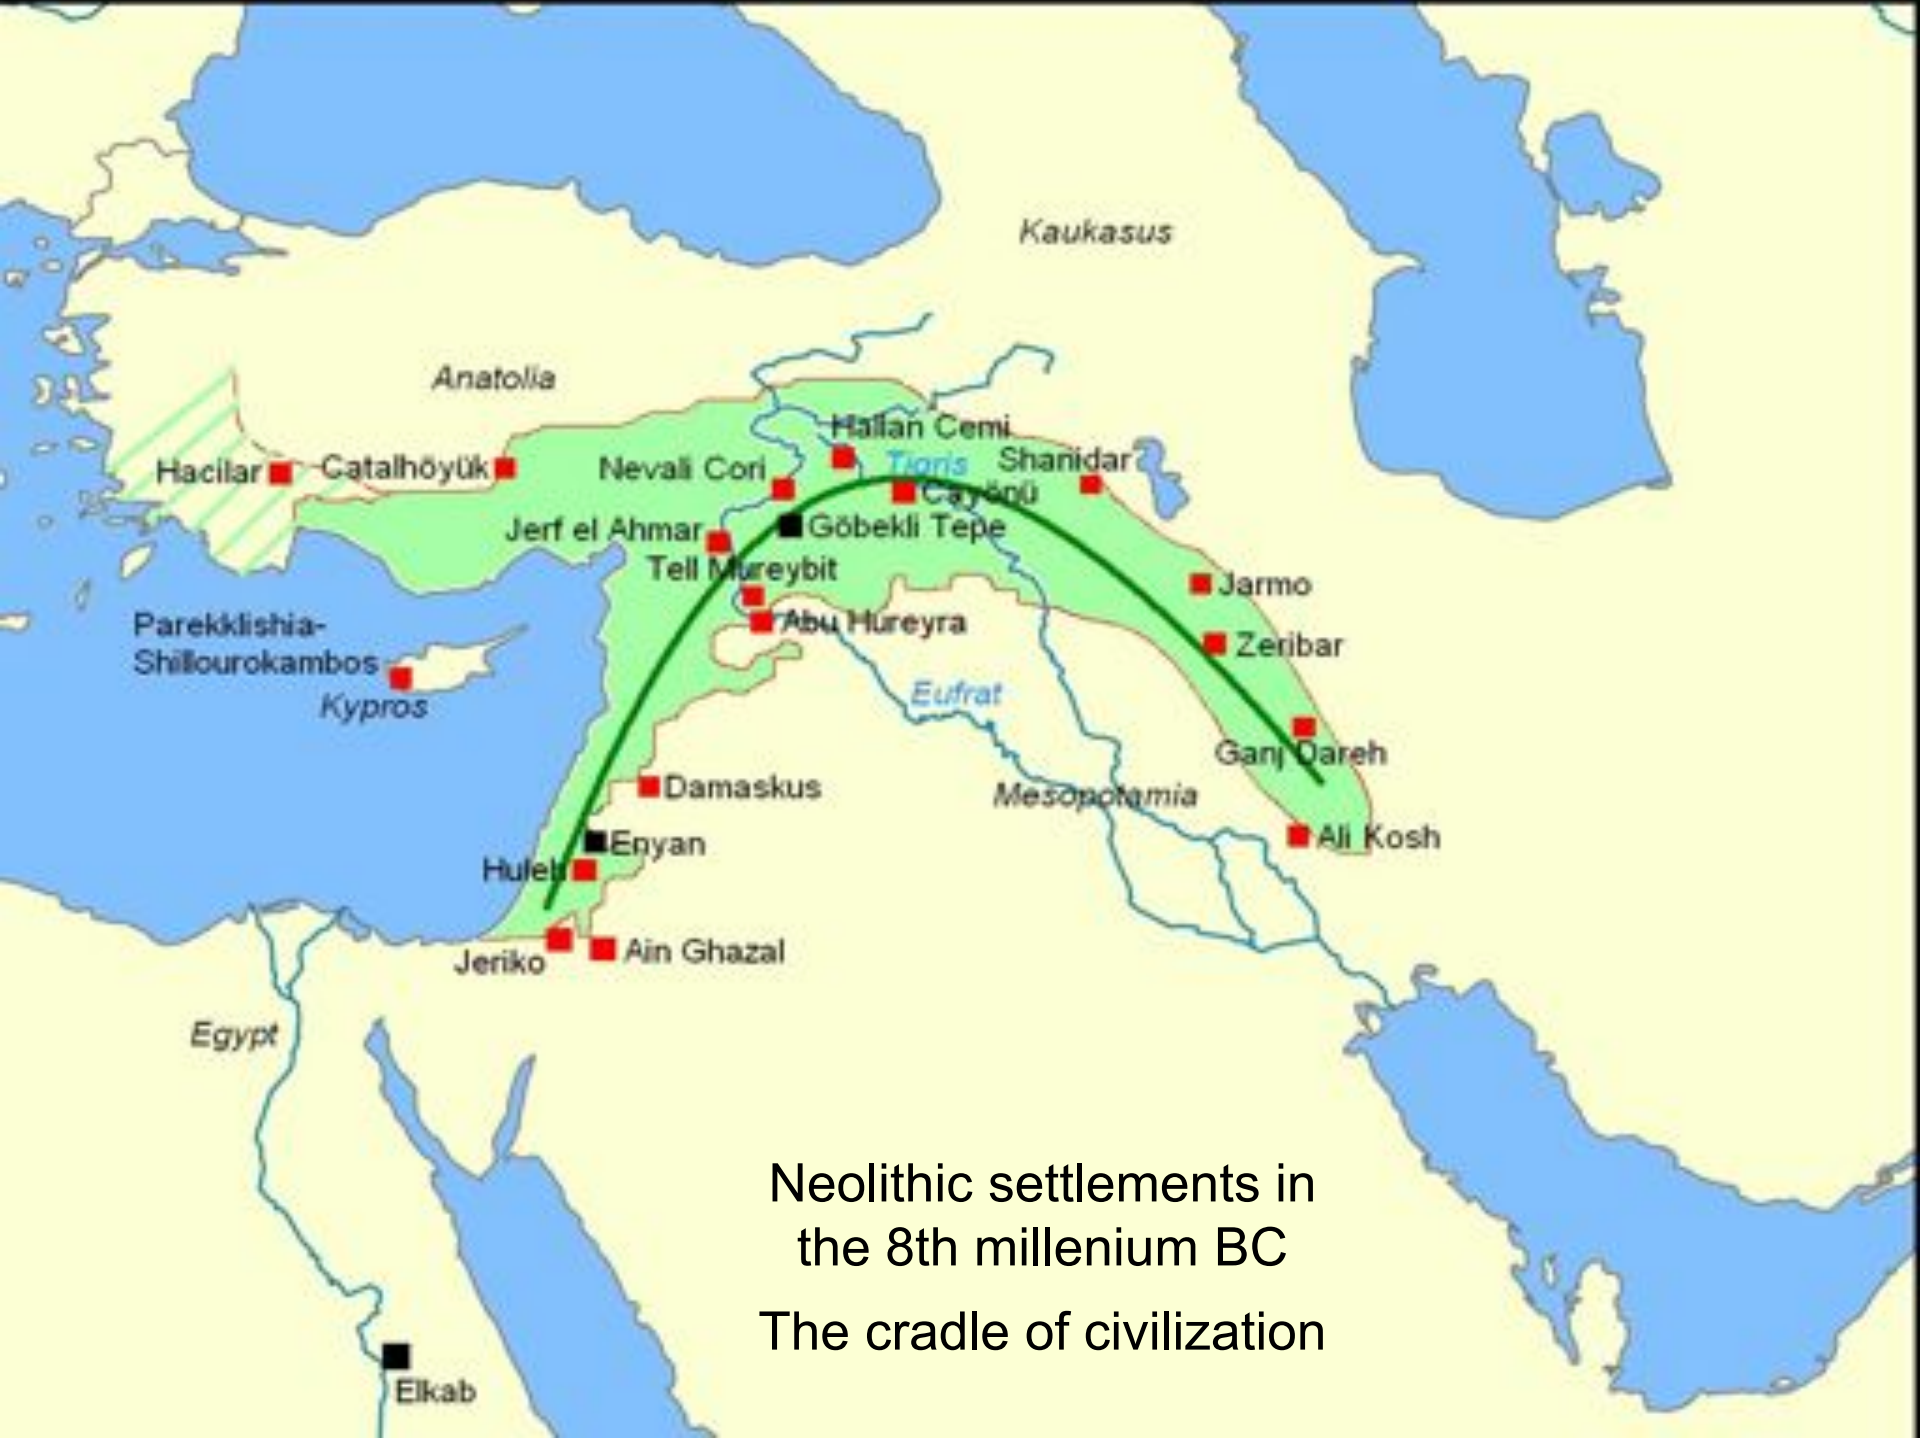 Kaukasus
Anatolia
Hallan Cemi
Hacilar
Catalhöyük
Nevali Cori
Tigris
Shanidar
Cayönü
Jerf el Ahmar
Göbekli Tepe
Tell Mureybit
Jarmo
Abu Hureyra
Zeribar
Parekklishia-
Shillourokambos
Kypros
Eufrat
Ganj Dareh
Damaskus
Mesopotamia
Enyan
Ali Kosh
Huleh
Jeriko
Ain Ghazal
Egypt
Neolithic settlements in
the 8th millenium BC
The cradle of civilization
Elkab